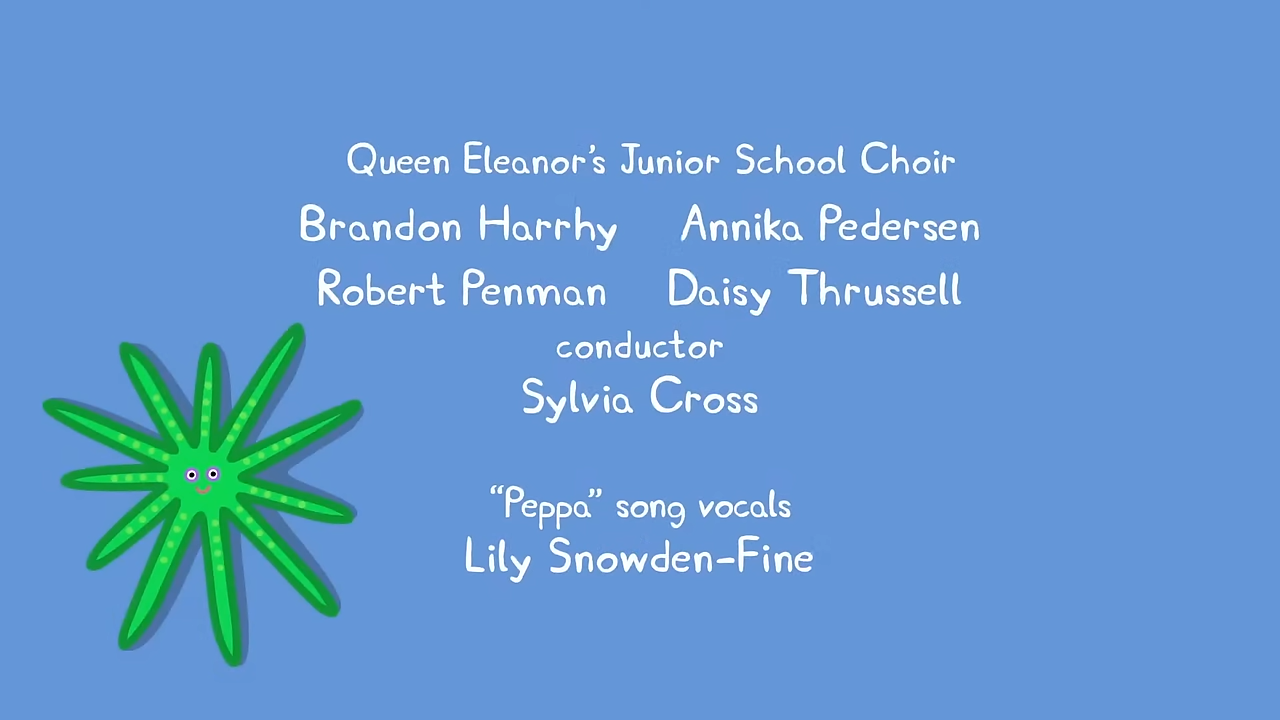 Queen Eleanor's Junior School Choir
Brandon Harrhy Annika Pedersen
Robert Penman Daisy Thrussell
conductor
Sylvia Cross
“Peppa” song vocals
Lily Snowden-Fine